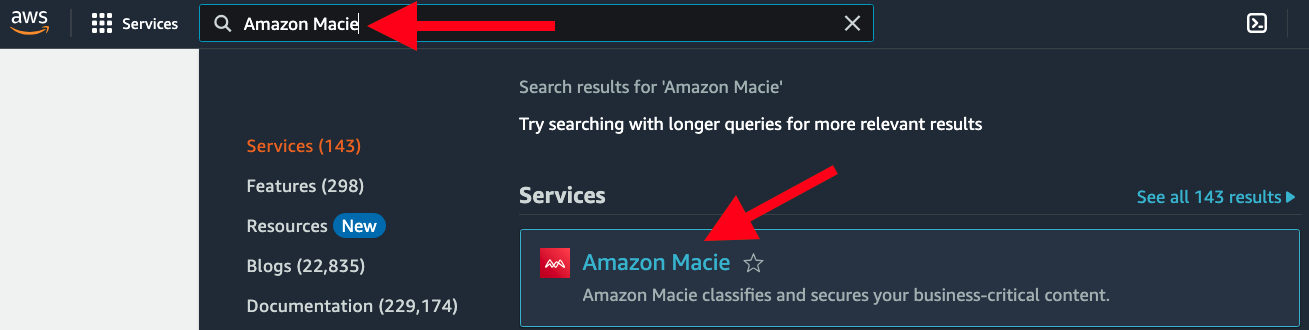 aws
Services
Amazon Macie
Search results for 'Amazon Macie'
Try searching with longer queries for more relevant results
Services (143)
Features (298)
Resources New
Blogs (22,835)
Documentation (229,174)
Services
See all 143 results
Amazon Macie
Amazon Macie classifies and secures your business-critical content.